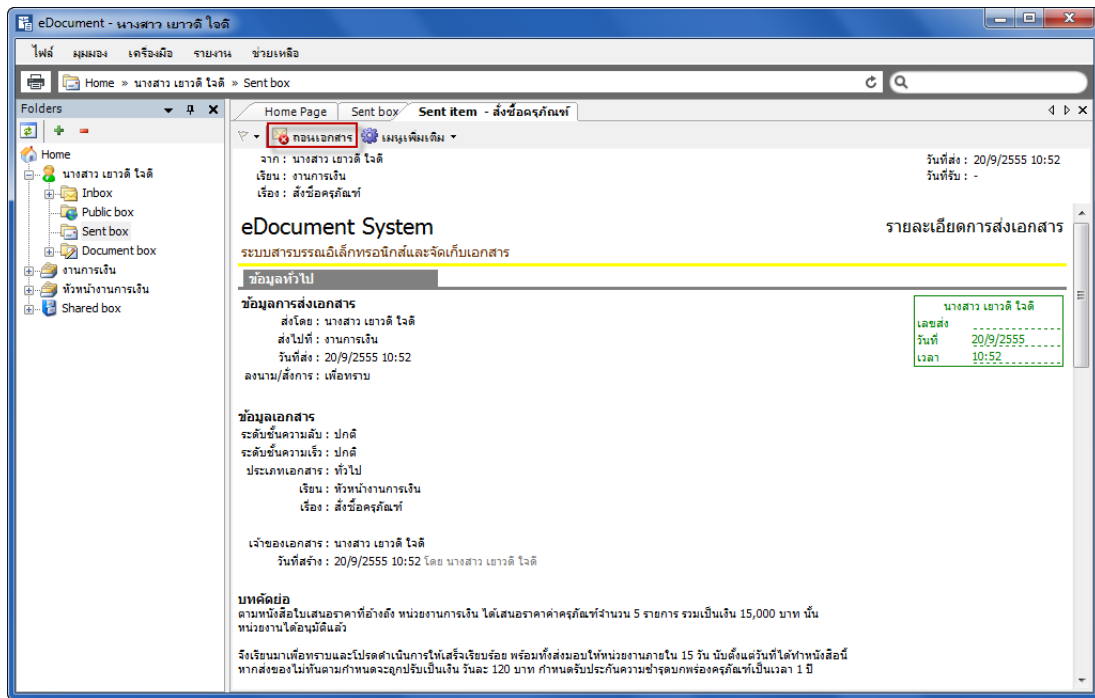 eDocument - นางสาว เยาวดี ใจดี
ไฟล์ มุมมอง เครื่องมือ รายงาน ช่วยเหลือ
Home » นางสาว เยาวดี ใจดี » Sent box
Folders
Home
นางสาว เยาวดี ใจดี
Inbox
Public box
Sent box
Document box
งานการเงิน
หัวหน้างานการเงิน
Shared box
Home Page Sent box Sent item - สั่งซื้อครุภัณฑ์
ถอนเอกสาร เมนูเพิ่มเติม
จาก : นางสาว เยาวดี ใจดี วันที่ส่ง : 20/9/2555 10:52
เรียน : งานการเงิน วันที่รับ : -
เรื่อง : สั่งซื้อครุภัณฑ์
eDocument System รายละเอียดการส่งเอกสาร
ระบบสารบรรณอิเล็กทรอนิกส์และจัดเก็บเอกสาร
ข้อมูลทั่วไป
ข้อมูลการส่งเอกสาร
ส่งโดย : นางสาว เยาวดี ใจดี
ส่งไปที่ : งานการเงิน
วันที่ส่ง : 20/9/2555 10:52
ลงนาม/สั่งการ : เพื่อทราบ
นางสาว เยาวดี ใจดี
เลขส่ง
วันที่ 20/9/2555
เวลา 10:52
ข้อมูลเอกสาร
ระดับชั้นความลับ : ปกติ
ระดับชั้นความเร็ว : ปกติ
ประเภทเอกสาร : ทั่วไป
เรียน : หัวหน้างานการเงิน
เรื่อง : สั่งซื้อครุภัณฑ์
เจ้าของเอกสาร : นางสาว เยาวดี ใจดี
วันที่สร้าง : 20/9/2555 10:52 โดย นางสาว เยาวดี ใจดี
บทคัดย่อ
ตามหนังสือใบเสนอราคาที่อ้างถึง หน่วยงานการเงิน ได้เสนอราคาค่าครุภัณฑ์จำนวน 5 รายการ รวมเป็นเงิน 15,000 บาท นั้น
หน่วยงานได้อนุมัติแล้ว
จึงเรียนมาเพื่อทราบและโปรดดำเนินการให้เสร็จเรียบร้อย พร้อมทั้งส่งมอบให้หน่วยงานภายใน 15 วัน นับตั้งแต่วันที่ได้ทำหนังสือนี้
หากส่งของไม่ทันตามกำหนดจะถูกปรับเป็นเงิน วันละ 120 บาท กำหนดรับประกันความชำรุดบกพร่องครุภัณฑ์เป็นเวลา 1 ปี